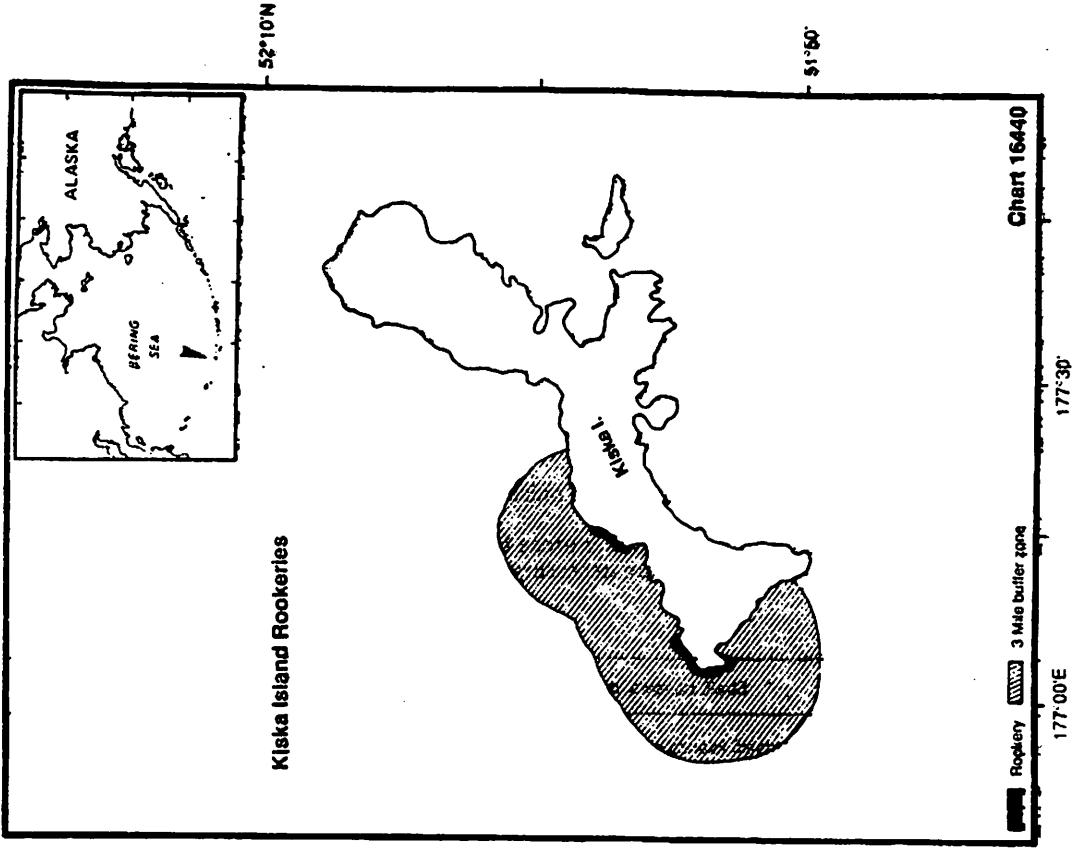 Kiska Island Rookeries
ALASKA
BERING
SEA
52°10'N
51°50'
Kiska I.
177°00'E
177°30'
Rookery
3 Mile buffer zone
Chart 16440